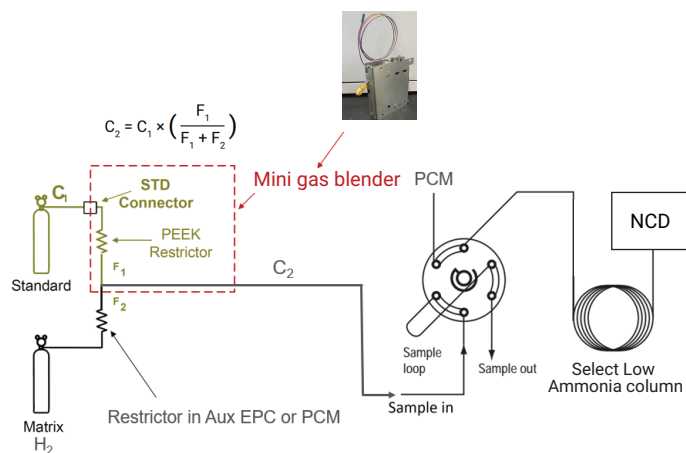 C₂ = C₁ × ( F₁ / F₁ + F₂ )
Mini gas blender
PCM
C₁
STD
Connector
NCD
PEEK
Restrictor
F₁
C₂
Standard
F₂
Sample
loop
Sample out
Select Low
Ammonia column
Sample in
Restrictor in Aux EPC or PCM
Matrix
H₂